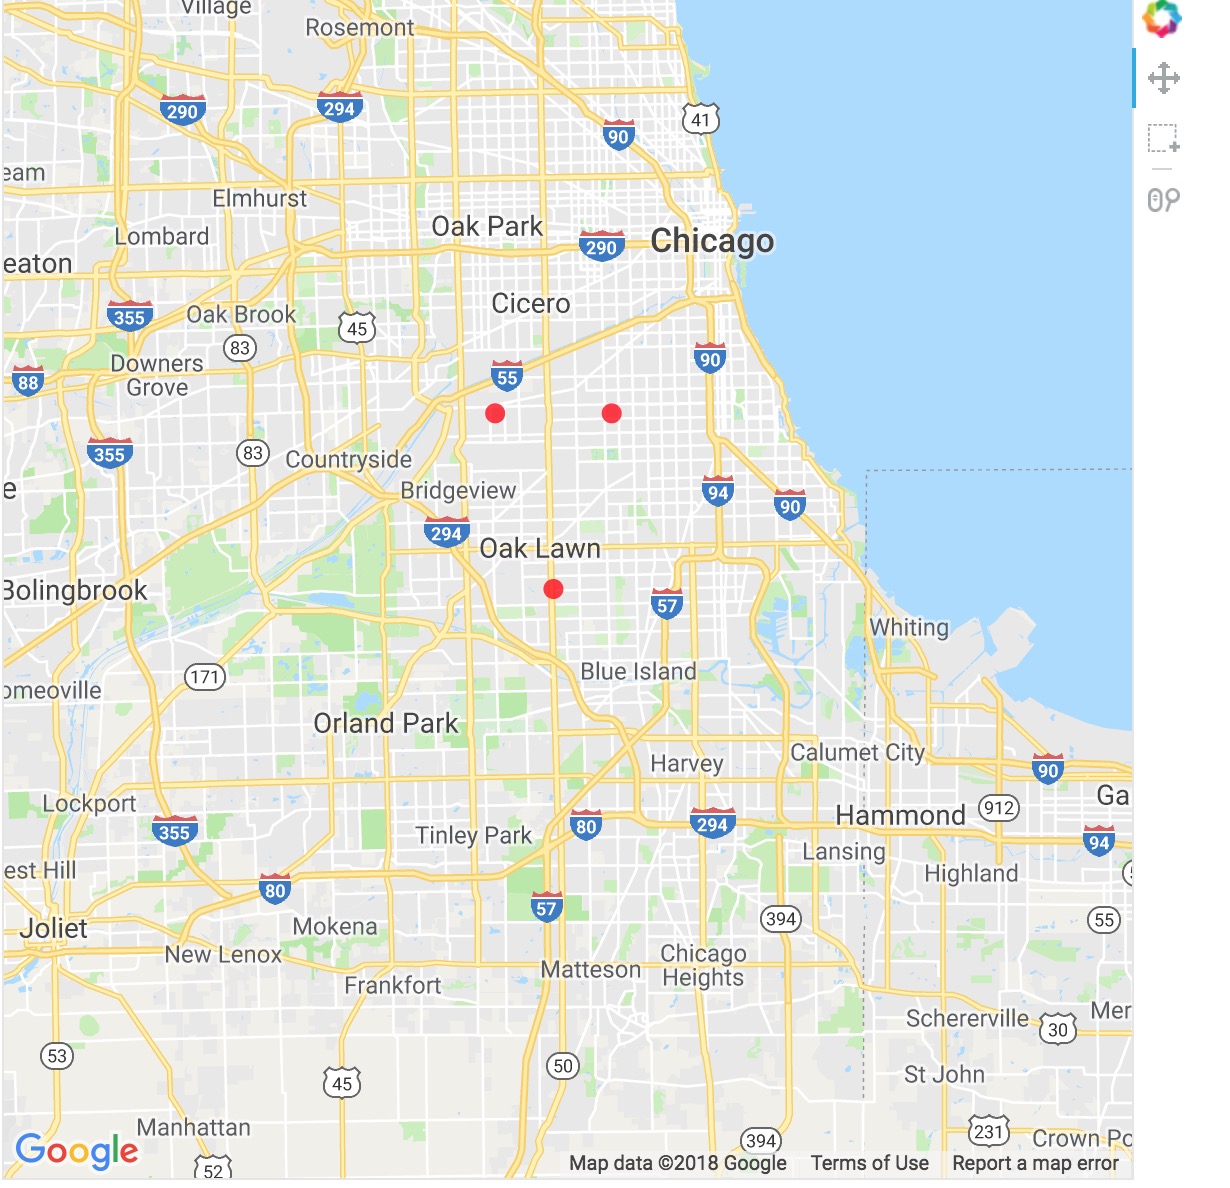 Village
Rosemont
290
294
90
41
eam
Elmhurst
Oak Park
Lombard
290
Chicago
eaton
Cicero
355
Oak Brook
45
83
Downers
Grove
90
55
88
355
83
Countryside
e
Bridgeview
94
90
294
Oak Lawn
Bolingbrook
57
Whiting
171
Blue Island
omeoville
Orland Park
Calumet City
Harvey
90
Ga
Lockport
912
Hammond
355
Tinley Park
80
294
94
Lansing
est Hill
Highland
80
57
394
55
Joliet
Mokena
New Lenox
Chicago
Heights
Matteson
Frankfort
Mer
Schererville
30
53
50
St John
45
Manhattan
231
Crown Po
394
Google
52
Map data ©2018 Google
Terms of Use
Report a map error